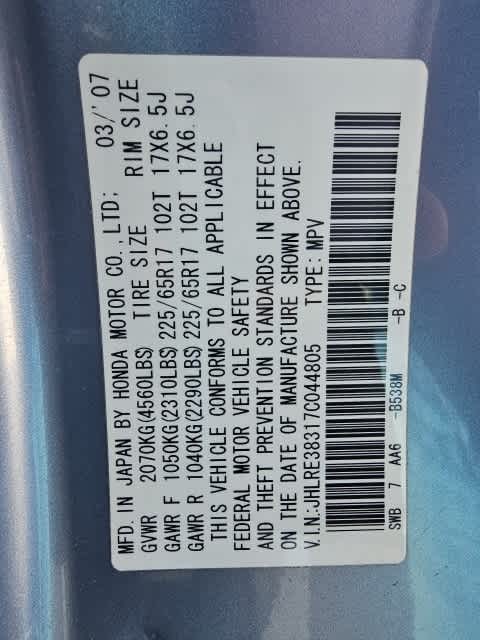 MFD. IN JAPAN BY HONDA MOTOR CO., LTD; 03/'07
GVWR 2070KG(4560LBS) TIRE SIZE RIM SIZE
GAWR F 1050KG(2310LBS) 225/65R17 102T 17X6.5J
GAWR R 1040KG(2290LBS) 225/65R17 102T 17X6.5J
THIS VEHICLE CONFORMS TO ALL APPLICABLE
FEDERAL MOTOR VEHICLE SAFETY
AND THEFT PREVENTION STANDARDS IN EFFECT
ON THE DATE OF MANUFACTURE SHOWN ABOVE.
V.I.N.:JHLRE38317C044805 TYPE: MPV
SWB 7 AA6 -B538M -B -C